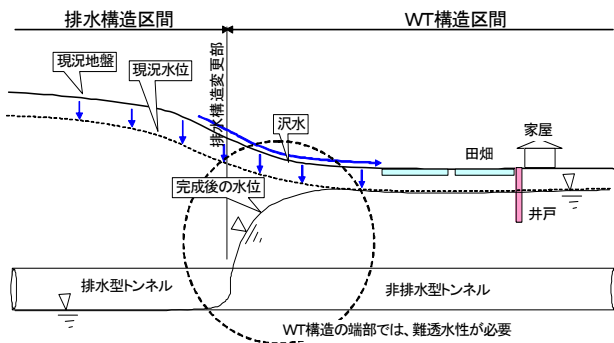 排水構造区間
WT構造区間
現況地盤
現況水位
排水構造変更部
沢水
家屋
田畑
完成後の水位
井戸
排水型トンネル
非排水型トンネル
WT構造の端部では、難透水性が必要